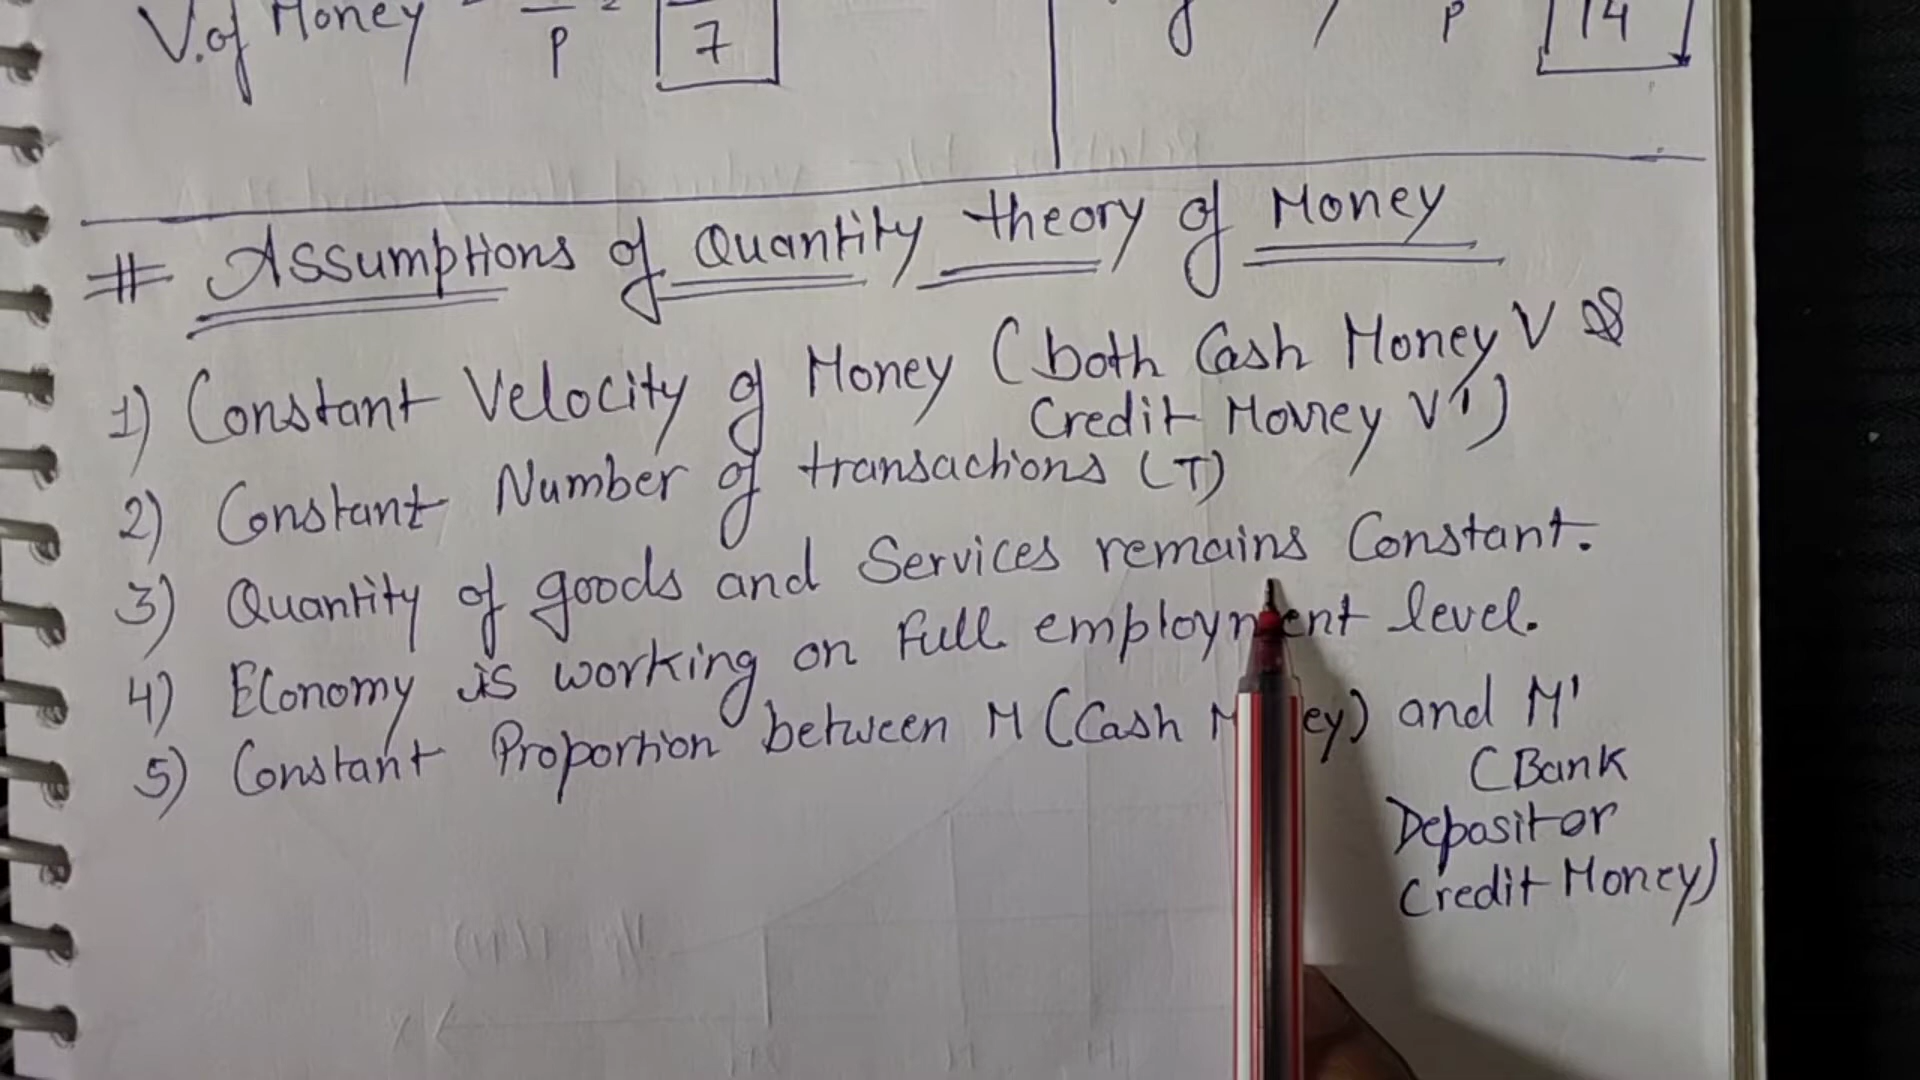 V. of Money = — =
P
7
P
14
# Assumptions of Quantity theory of Money
1) Constant Velocity of Money (both Cash Money V &
Credit Money V')
2) Constant Number of transactions (T)
3) Quantity of goods and Services remains Constant.
4) Economy is working on Full employment level.
5) Constant Proportion between M (Cash Money) and M'
(Bank
Deposit or
Credit Money)